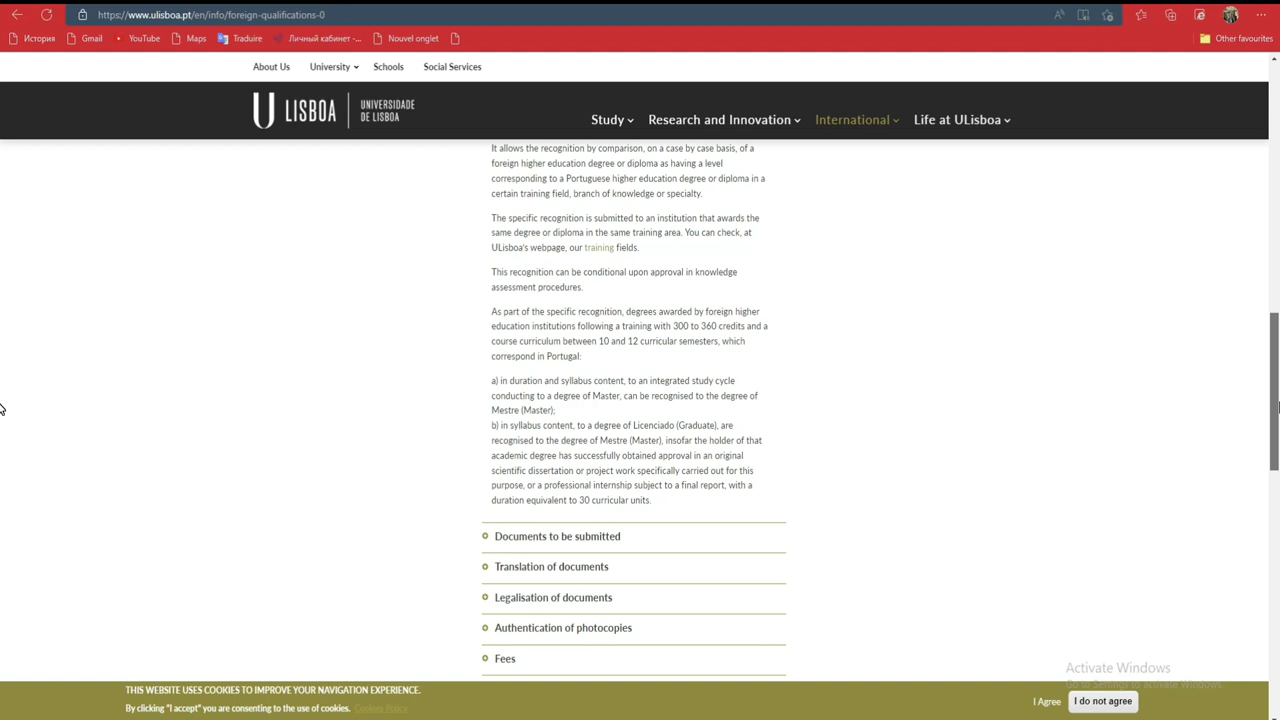 https://www.ulisboa.pt/en/info/foreign-qualifications-0
История
Gmail
YouTube
Maps
Traduire
Личный кабинет -...
Nouvel onglet
Other favourites
About Us
University
Schools
Social Services
U LISBOA
UNIVERSIDADE
DE LISBOA
Study
Research and Innovation
International
Life at ULisboa
It allows the recognition by comparison, on a case by case basis, of a
foreign higher education degree or diploma as having a level
corresponding to a Portuguese higher education degree or diploma in a
certain training field, branch of knowledge or specialty.
The specific recognition is submitted to an institution that awards the
same degree or diploma in the same training area. You can check, at
ULisboa's webpage, our training fields.
This recognition can be conditional upon approval in knowledge
assessment procedures.
As part of the specific recognition, degrees awarded by foreign higher
education institutions following a training with 300 to 360 credits and a
course curriculum between 10 and 12 curricular semesters, which
correspond in Portugal:
a) in duration and syllabus content, to an integrated study cycle
conducting to a degree of Master, can be recognised to the degree of
Mestre (Master);
b) in syllabus content, to a degree of Licenciado (Graduate), are
recognised to the degree of Mestre (Master), insofar the holder of that
academic degree has successfully obtained approval in an original
scientific dissertation or project work specifically carried out for this
purpose, or a professional internship subject to a final report, with a
duration equivalent to 30 curricular units.
Documents to be submitted
Translation of documents
Legalisation of documents
Authentication of photocopies
Fees
Activate Windows
Go to Settings to activate Windows.
THIS WEBSITE USES COOKIES TO IMPROVE YOUR NAVIGATION EXPERIENCE.
By clicking "I accept" you are consenting to the use of cookies. Cookies Policy
I Agree
I do not agree